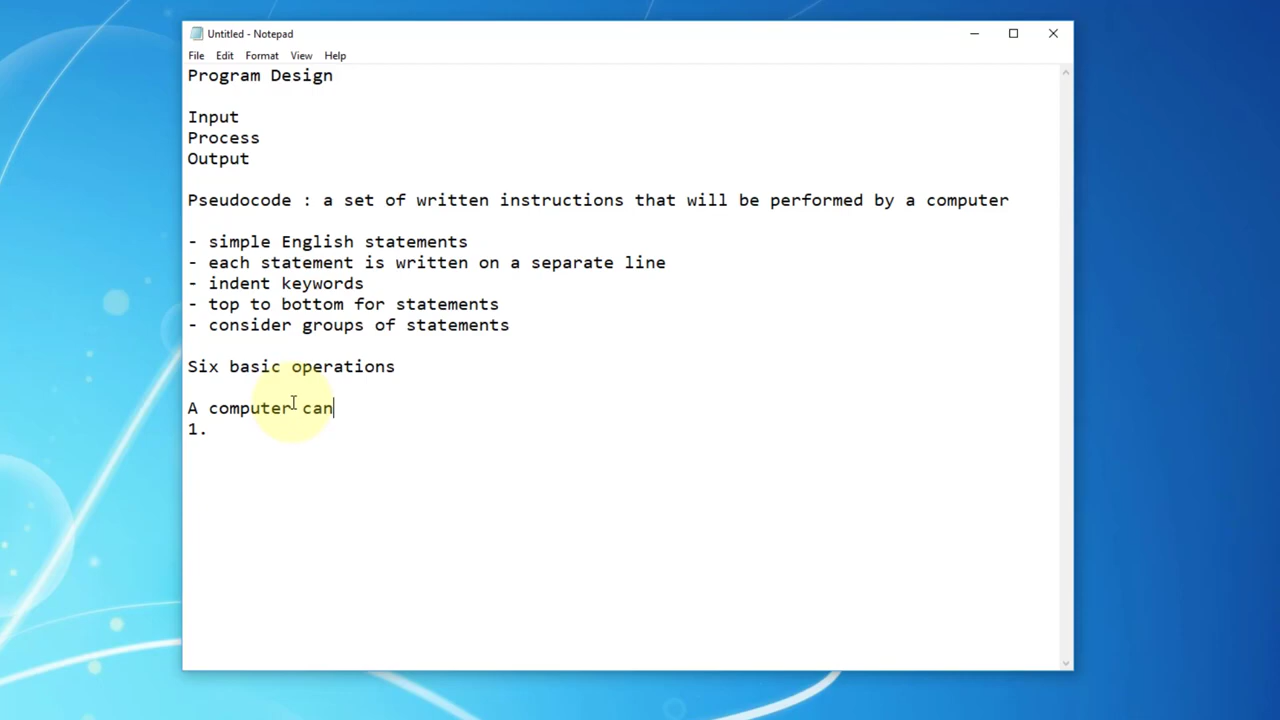 Untitled - Notepad
File Edit Format View Help
Program Design
Input
Process
Output
Pseudocode : a set of written instructions that will be performed by a computer
- simple English statements
- each statement is written on a separate line
- indent keywords
- top to bottom for statements
- consider groups of statements
Six basic operations
A computer can
1.